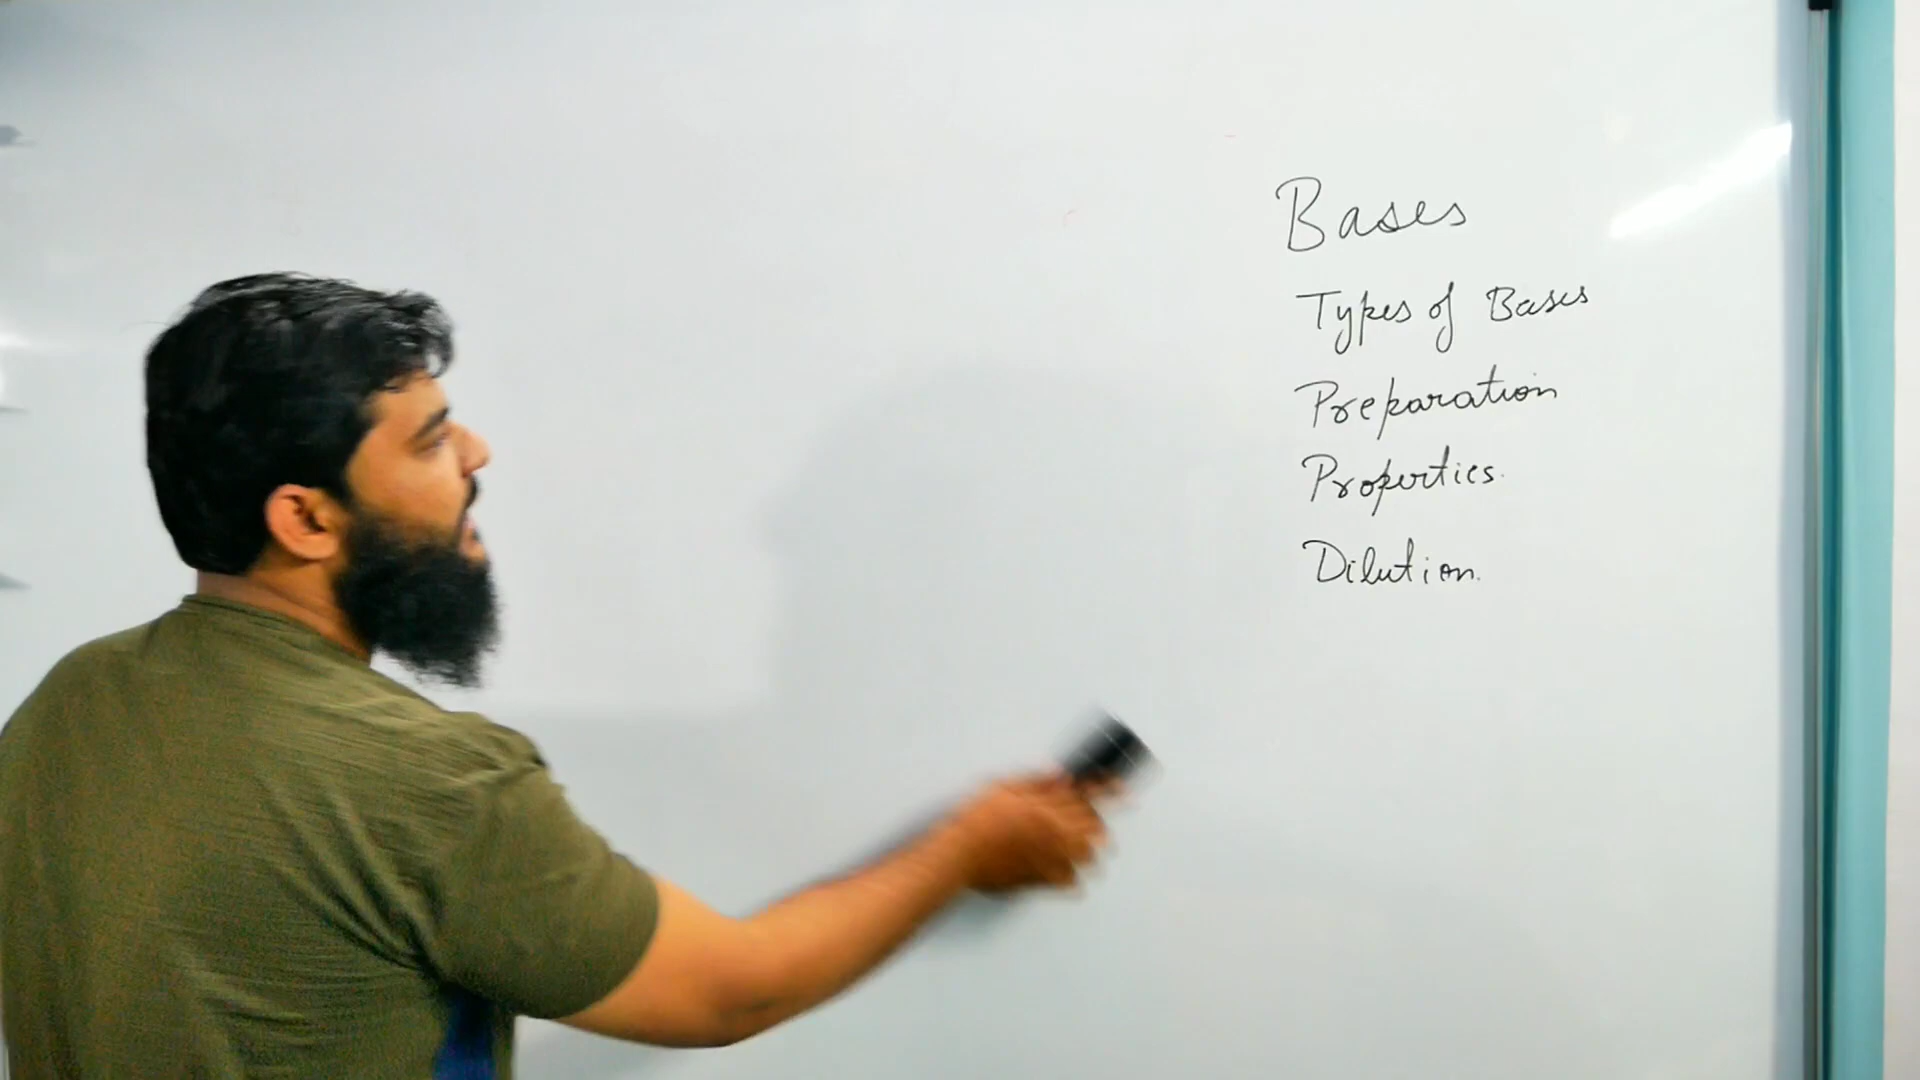 Bases
Types of Bases
Preparation
Properties.
Dilution.